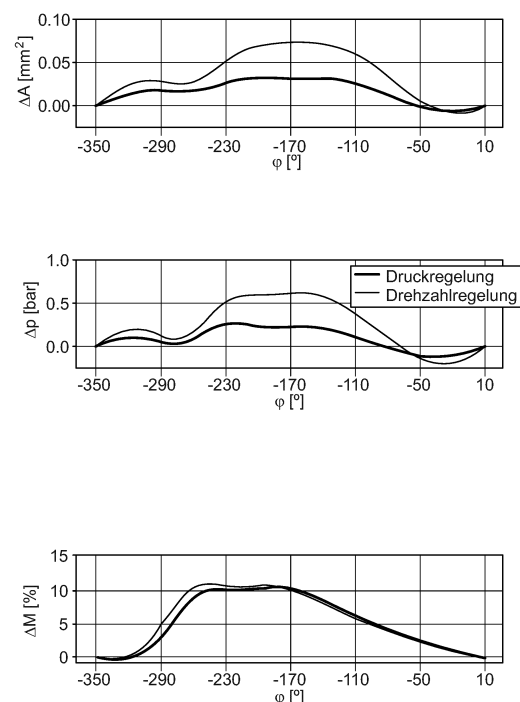 0.10
0.05
0.00
ΔA [mm²]
-350 -290 -230 -170 -110 -50 10
φ [º]
1.0
0.5
0.0
Δp [bar]
Druckregelung
Drehzahlregelung
-350 -290 -230 -170 -110 -50 10
φ [º]
15
10
5
0
ΔM [%]
-350 -290 -230 -170 -110 -50 10
φ [º]